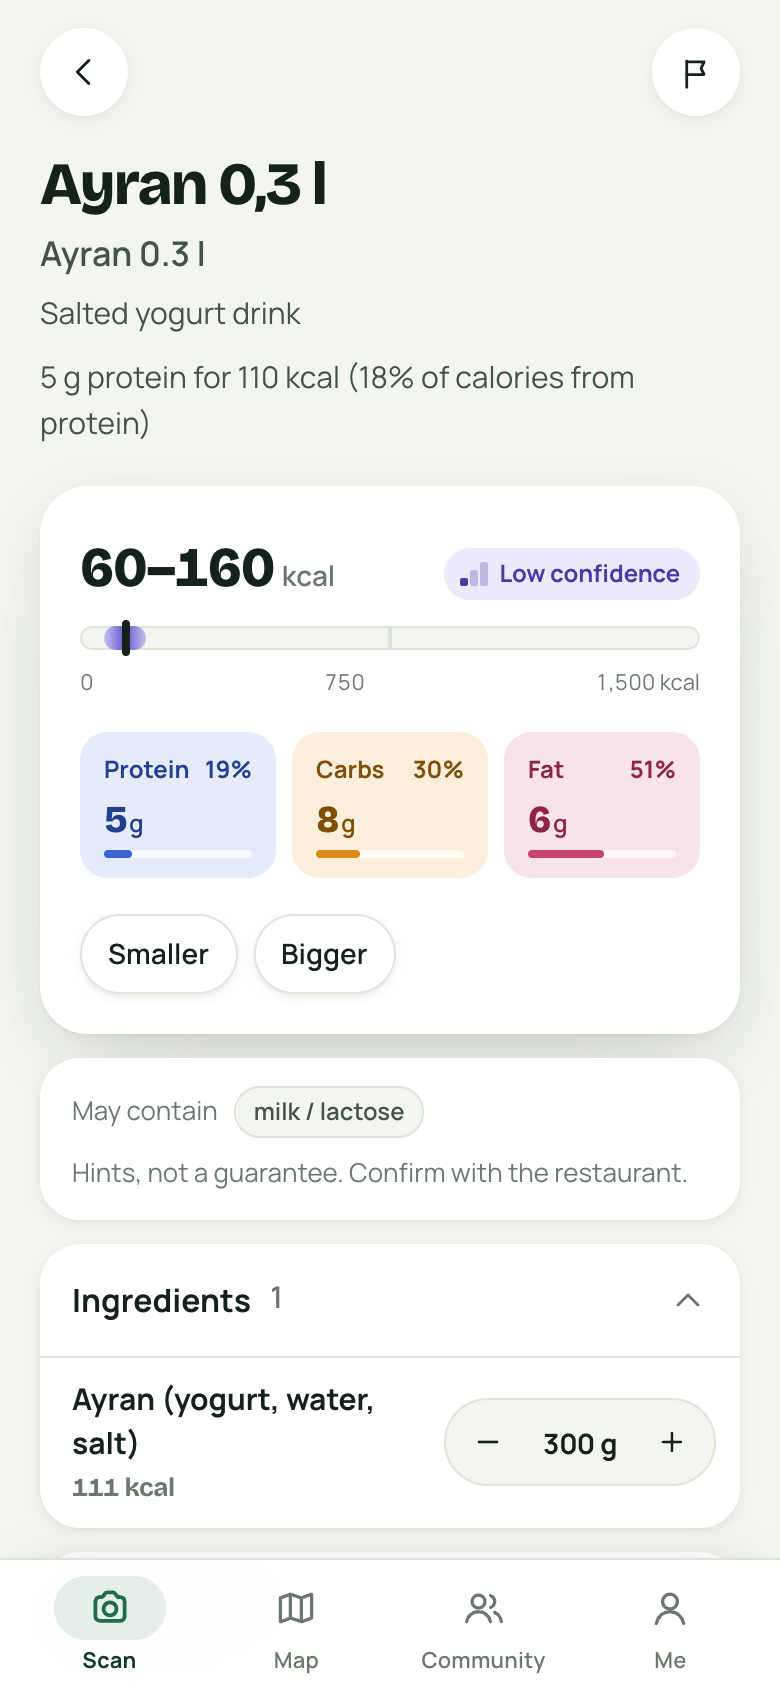 Ayran 0,3 l
Ayran 0.3 l
Salted yogurt drink
5 g protein for 110 kcal (18% of calories from
protein)
60–160 kcal
Low confidence
0 750 1,500 kcal
Protein 19%
5g
Carbs 30%
8g
Fat 51%
6g
Smaller
Bigger
May contain milk / lactose
Hints, not a guarantee. Confirm with the restaurant.
Ingredients 1
Ayran (yogurt, water,
salt)
111 kcal
− 300 g +
Scan
Map
Community
Me